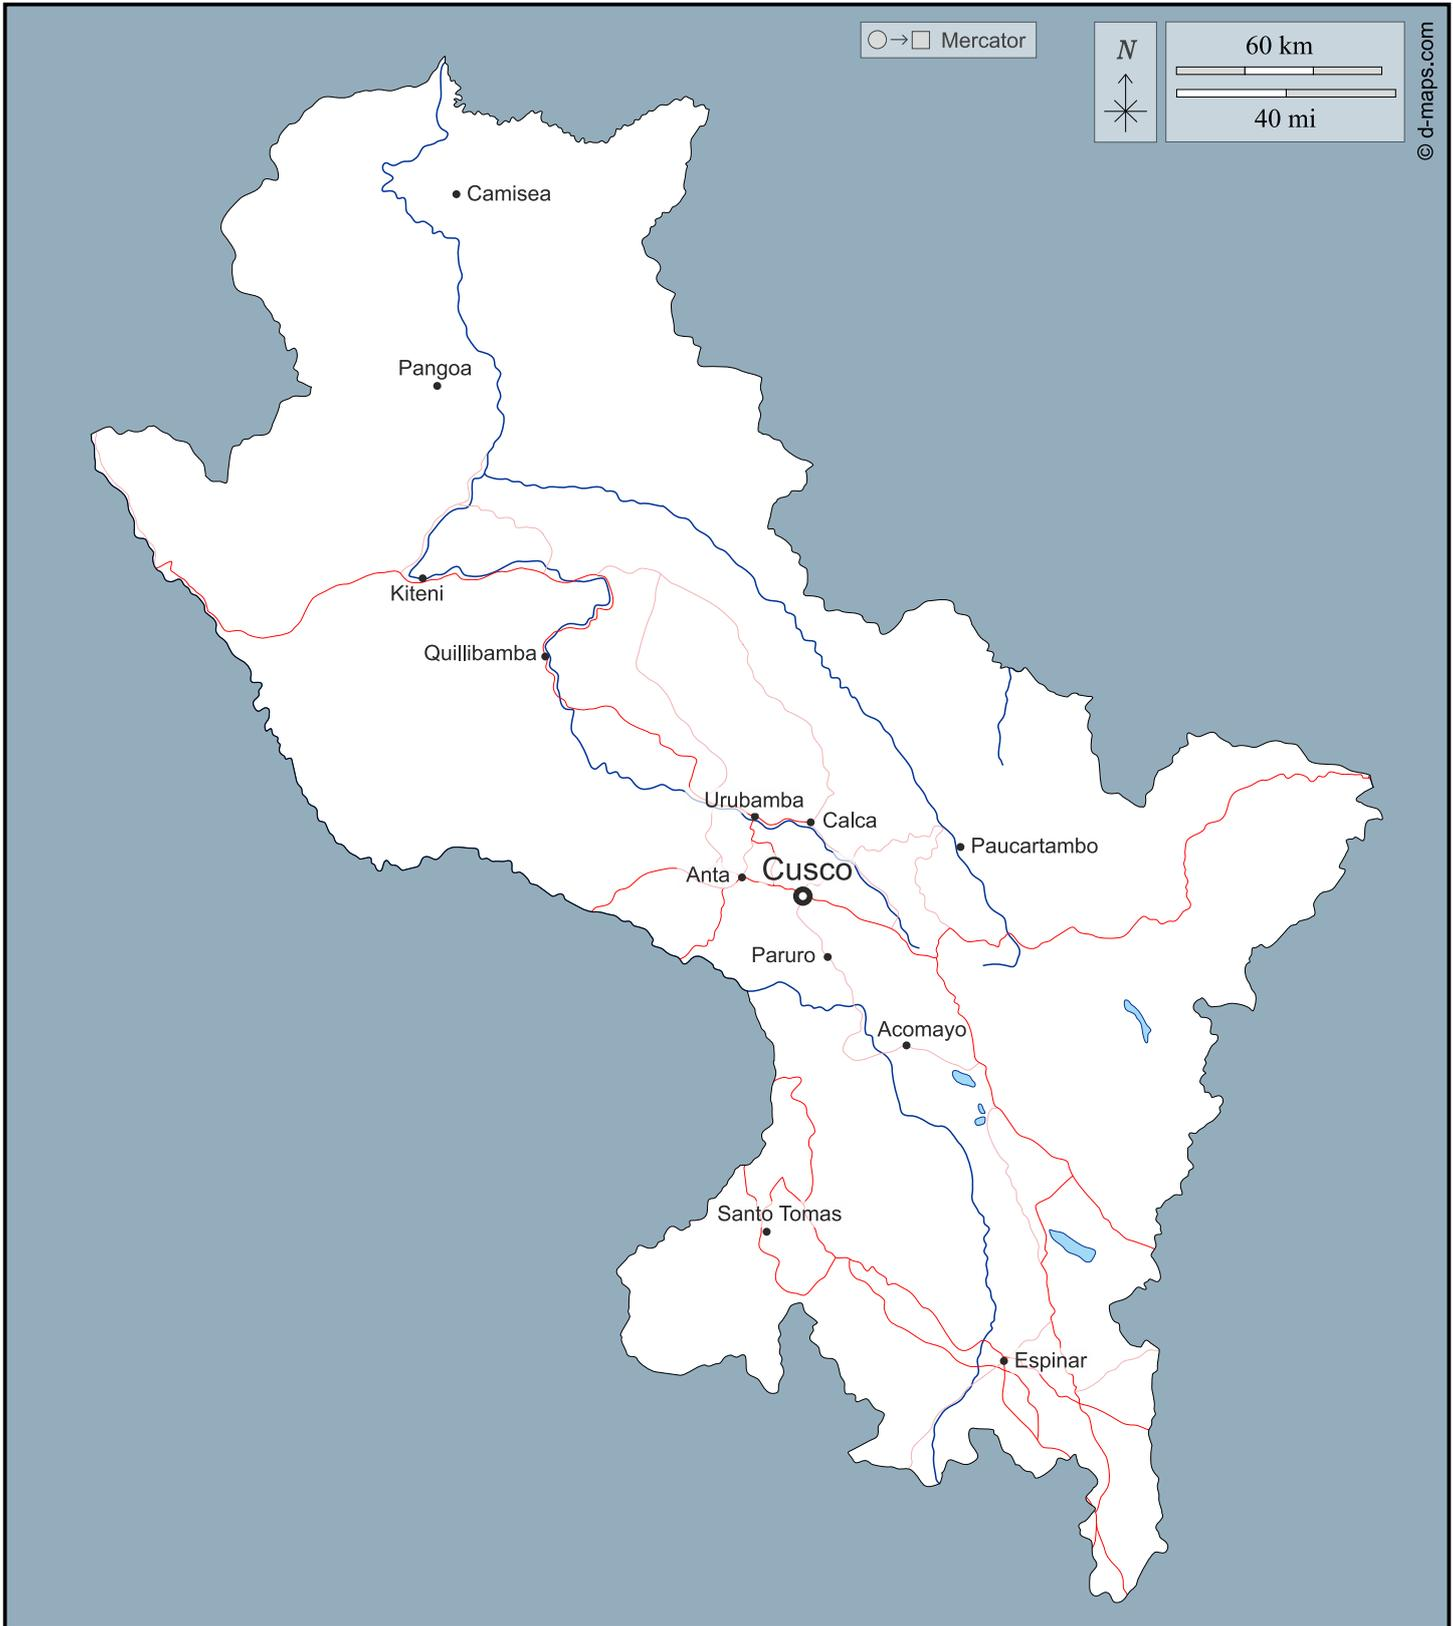 Mercator
N
60 km
40 mi
© d-maps.com
Camisea
Pangoa
Kiteni
Quillibamba
Urubamba
Calca
Paucartambo
Anta
Cusco
Paruro
Acomayo
Santo Tomas
Espinar